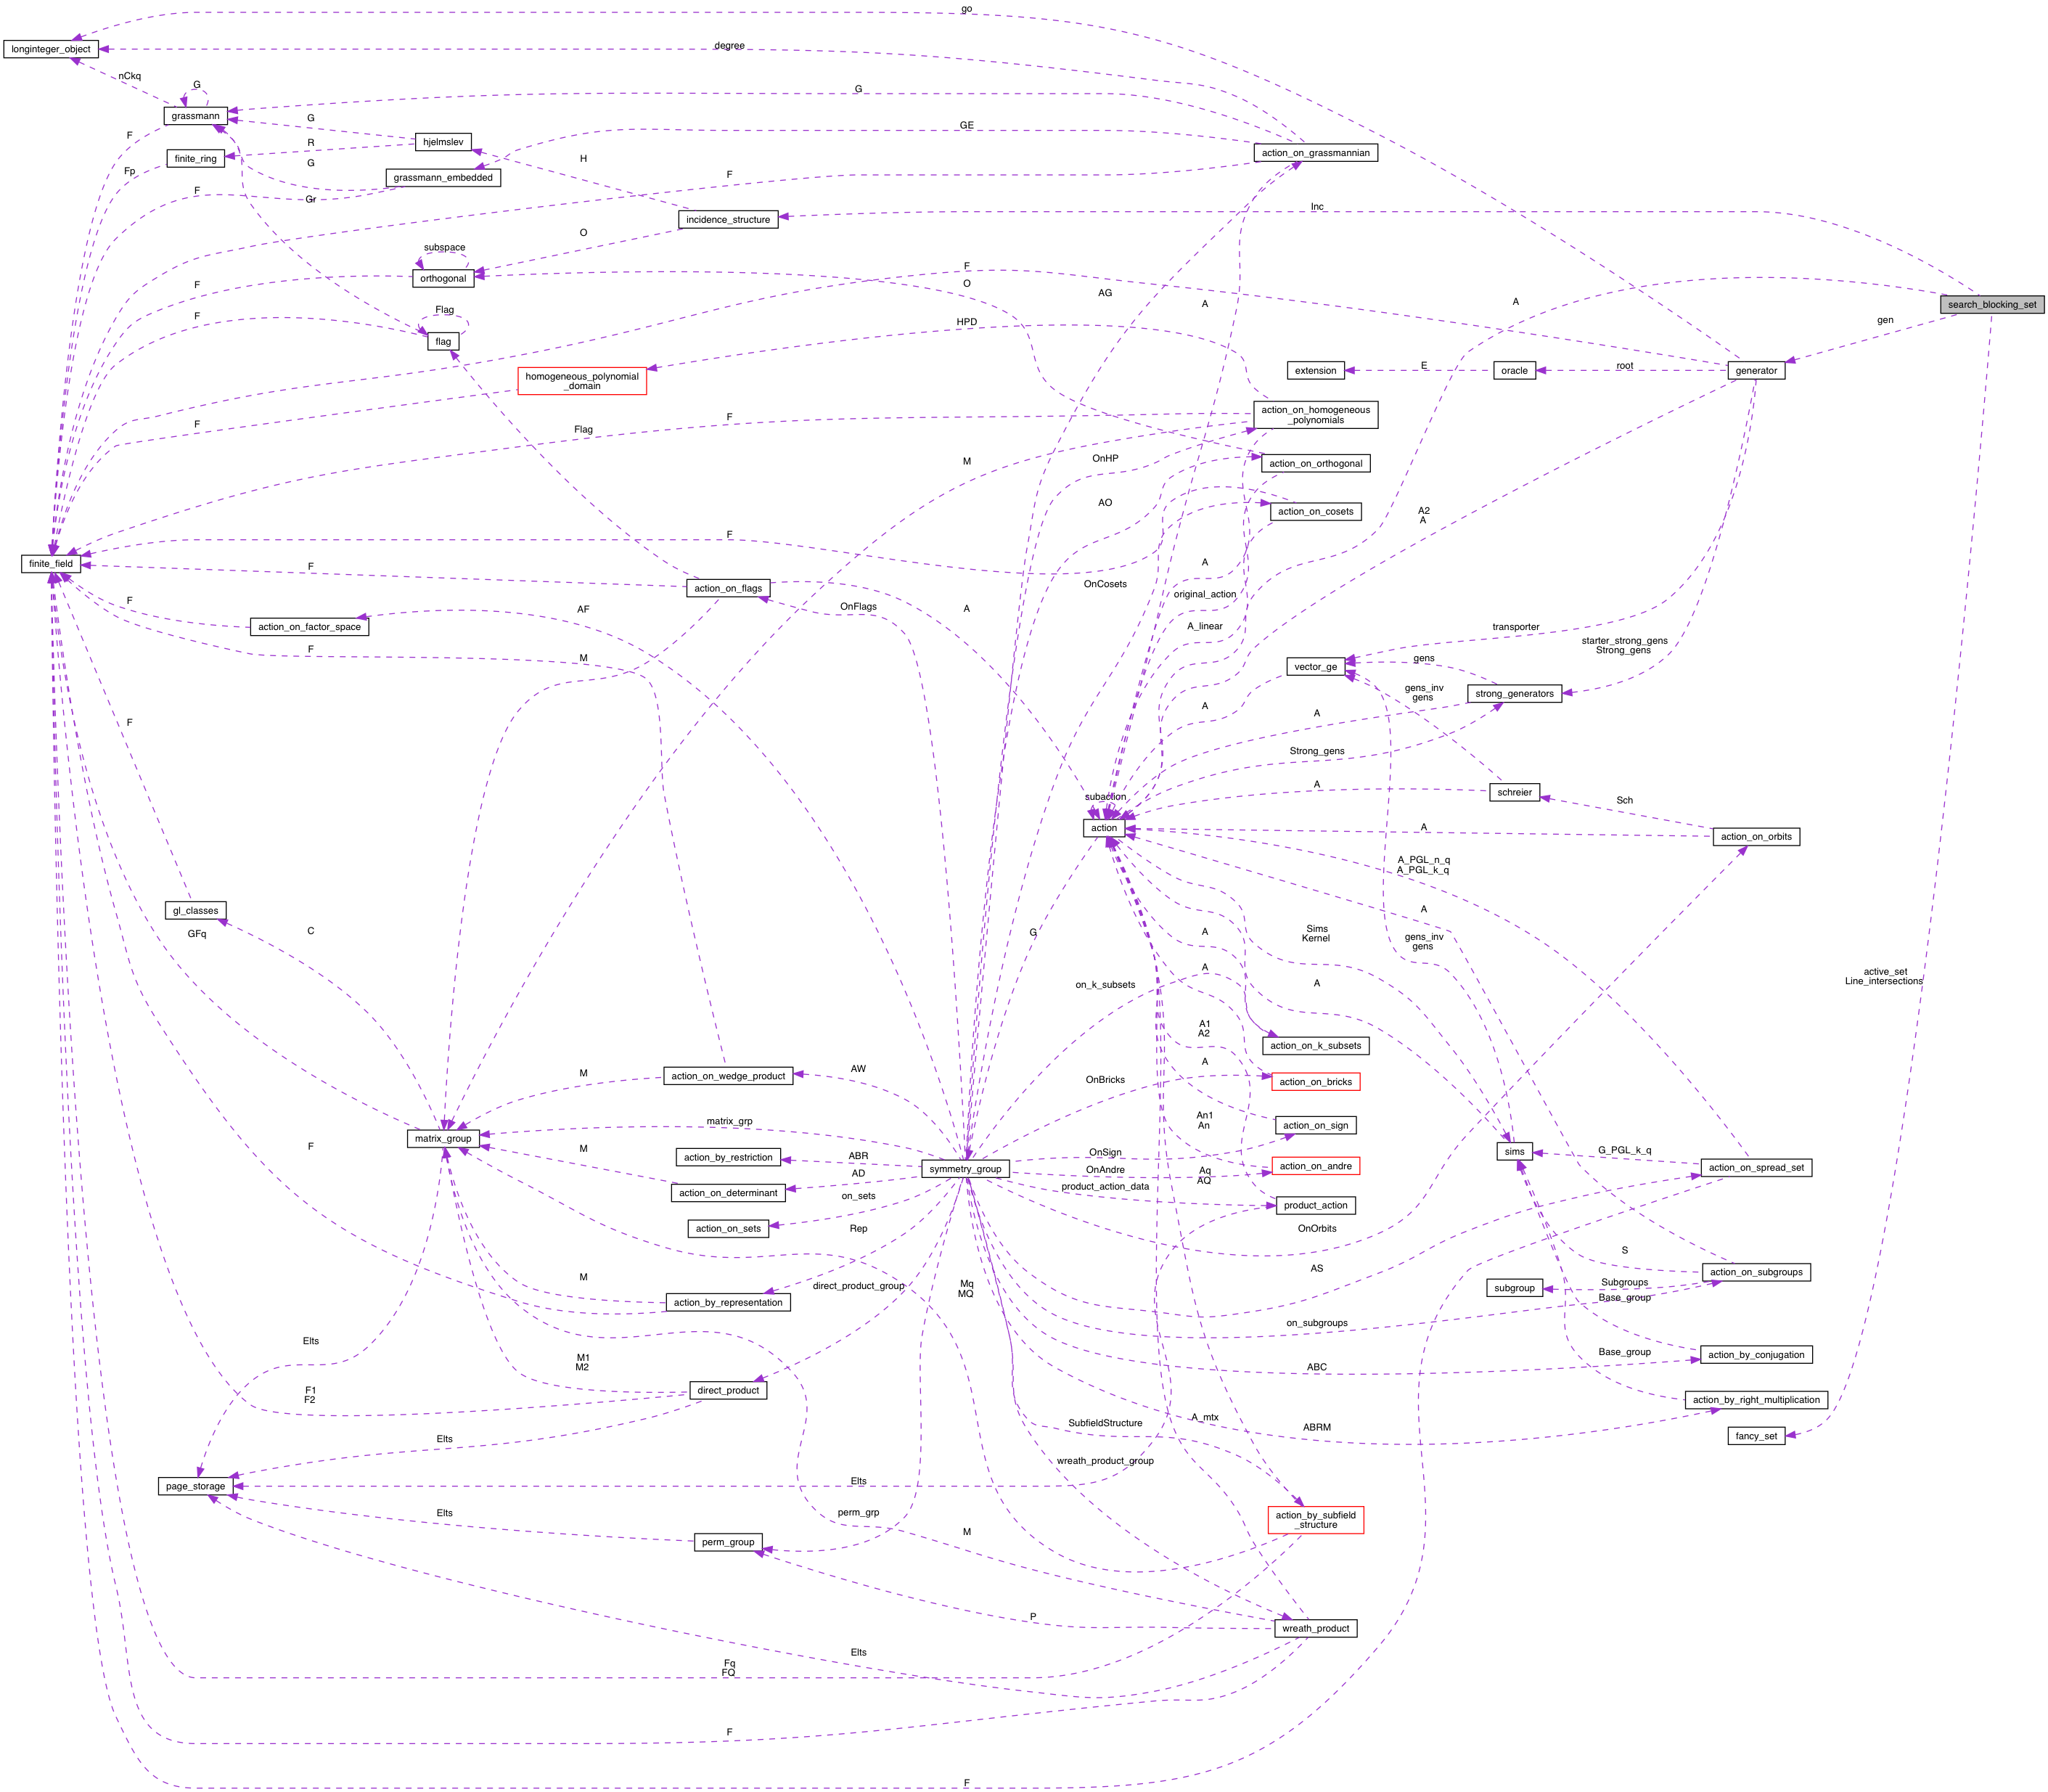 go
longinteger_object
degree
nCkq
G
grassmann
G
G
hjelmslev
GE
action_on_grassmannian
F
R
finite_ring
Fp
G
H
grassmann_embedded
F
F
Gr
Inc
incidence_structure
O
subspace
orthogonal
F
F
O
AG
A
A
search_blocking_set
gen
Flag
F
flag
HPD
homogeneous_polynomial
_domain
extension
E
oracle
root
generator
F
Flag
F
action_on_homogeneous
_polynomials
M
OnHP
action_on_orthogonal
AO
action_on_cosets
A2
A
F
finite_field
F
action_on_flags
OnCosets
A
original_action
F
action_on_factor_space
AF
OnFlags
A
A_linear
transporter
starter_strong_gens
Strong_gens
F
M
vector_ge
gens
strong_generators
gens_inv
gens
F
A
A
Strong_gens
subaction
action
A
schreier
Sch
A
action_on_orbits
A_PGL_n_q
A_PGL_k_q
gl_classes
GFq
C
G
A
Sims
Kernel
A
gens_inv
gens
active_set
Line_intersections
on_k_subsets
A
A
action_on_k_subsets
action_on_wedge_product
M
AW
A1
A2
A
OnBricks
action_on_bricks
matrix_group
matrix_grp
An1
An
action_on_sign
F
M
action_by_restriction
ABR
symmetry_group
OnSign
OnAndre
Aq
AQ
action_on_andre
sims
G_PGL_k_q
action_on_spread_set
action_on_determinant
AD
product_action_data
product_action
on_sets
action_on_sets
Rep
OnOrbits
S
AS
action_on_subgroups
M
direct_product_group
Mq
MQ
subgroup
Subgroups
Base_group
action_by_representation
on_subgroups
Elts
M1
M2
ABC
Base_group
action_by_conjugation
F1
F2
direct_product
A_mtx
SubfieldStructure
ABRM
action_by_right_multiplication
fancy_set
Elts
wreath_product_group
page_storage
Elts
Elts
perm_grp
perm_group
M
action_by_subfield
_structure
P
wreath_product
Elts
Fq
FQ
F
F